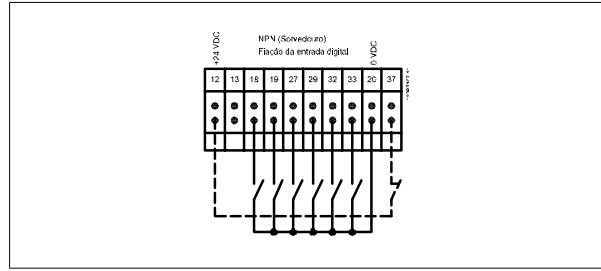 +24 VDC
NPN (Sorvedouro)
Fiação da entrada digital
0 VDC
12 13 18 19 27 29 32 33 20 37